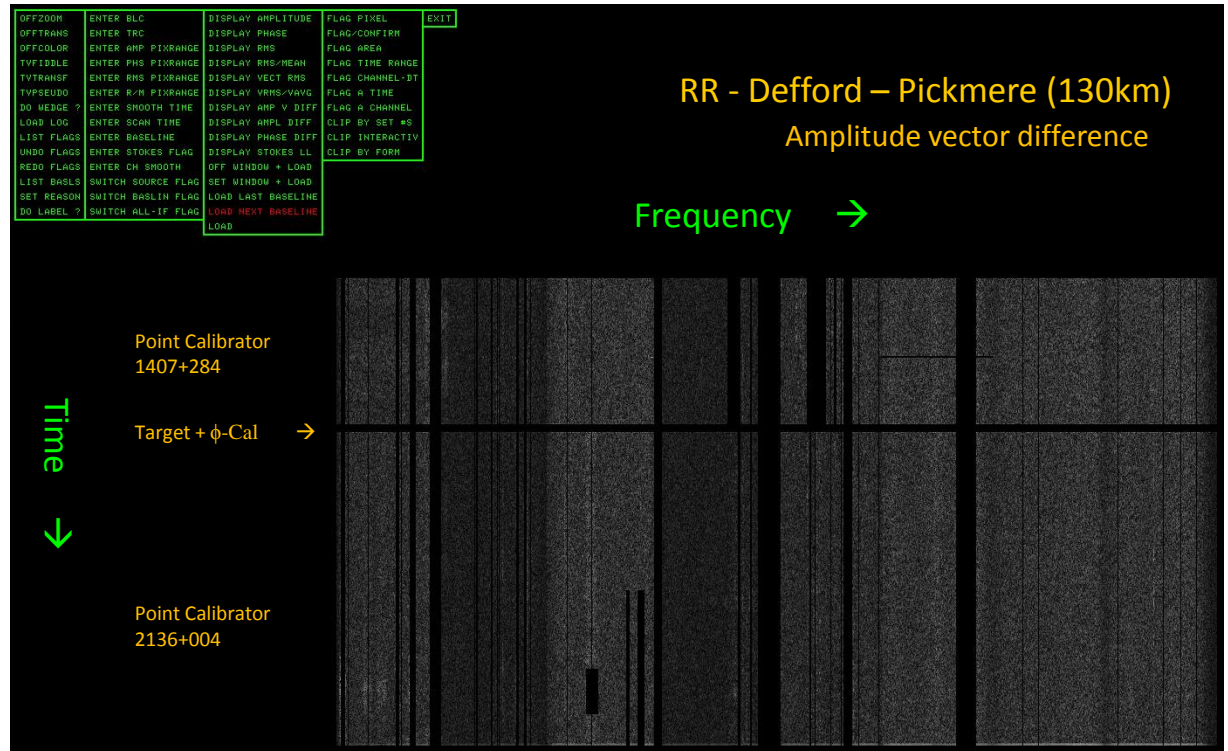 OFFZOOM ENTER BLC DISPLAY AMPLITUDE FLAG PIXEL EXIT
OFFTRANS ENTER TRC DISPLAY PHASE FLAG/CONFIRM
OFFCOLOR ENTER AMP PIXRANGE DISPLAY RMS FLAG AREA
TVFIDDLE ENTER PHS PIXRANGE DISPLAY RMS/MEAN FLAG TIME RANGE
TVTRANSF ENTER RMS PIXRANGE DISPLAY VECT RMS FLAG CHANNEL-DT
TVPSEUDO ENTER R/M PIXRANGE DISPLAY VRMS/VAVG FLAG A TIME
DO WEDGE ? ENTER SMOOTH TIME DISPLAY AMP V DIFF FLAG A CHANNEL
LOAD LOG ENTER SCAN TIME DISPLAY AMPL DIFF CLIP BY SET #S
LIST FLAGS ENTER BASELINE DISPLAY PHASE DIFF CLIP INTERACTIV
UNDO FLAGS ENTER STOKES FLAG DISPLAY STOKES LL CLIP BY FORM
REDO FLAGS ENTER CH SMOOTH OFF WINDOW + LOAD
LIST BASLS SWITCH SOURCE FLAG SET WINDOW + LOAD
SET REASON SWITCH BASLIN FLAG LOAD LAST BASELINE
DO LABEL ? SWITCH ALL-IF FLAG LOAD NEXT BASELINE
LOAD
RR - Defford – Pickmere (130km)
Amplitude vector difference
Frequency →
Point Calibrator
1407+284
Time →
Target + ϕ-Cal →
Point Calibrator
2136+004